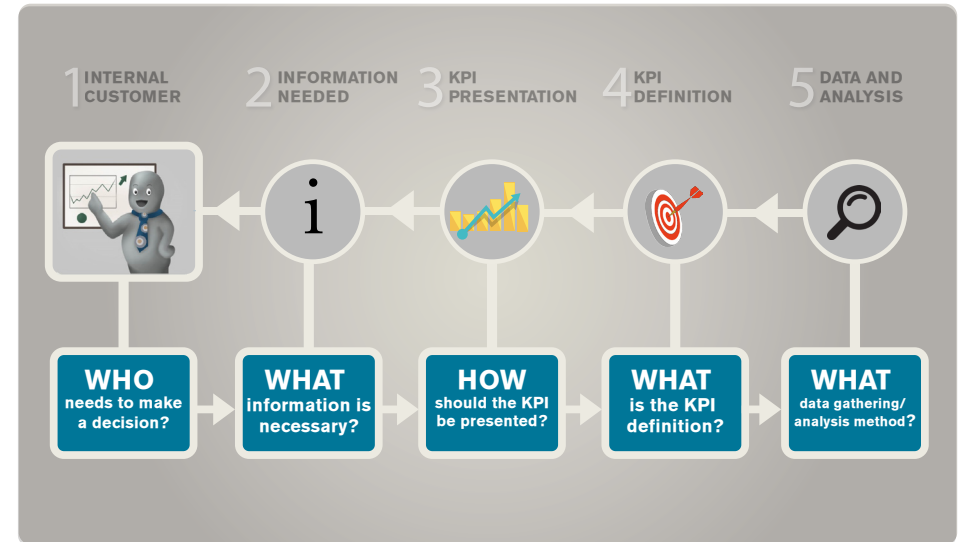 1 INTERNAL
CUSTOMER
2 INFORMATION
NEEDED
3 KPI
PRESENTATION
4 KPI
DEFINITION
5 DATA AND
ANALYSIS
i
WHO
needs to make
a decision?
WHAT
information is
necessary?
HOW
should the KPI
be presented?
WHAT
is the KPI
definition?
WHAT
data gathering/
analysis method?